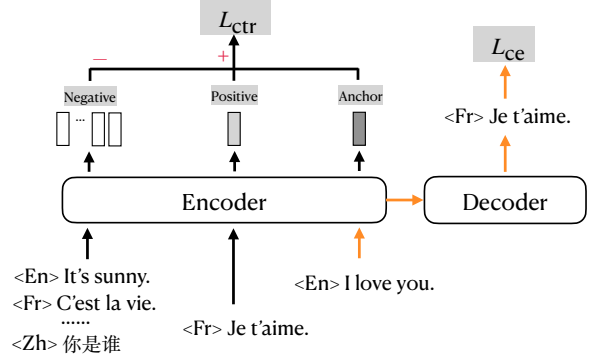 L_ctr
L_ce
— +
Negative
Positive
Anchor
...
<Fr> Je t'aime.
Encoder
Decoder
<En> It's sunny.
<Fr> C'est la vie.
......
<Zh> 你是谁
<Fr> Je t'aime.
<En> I love you.